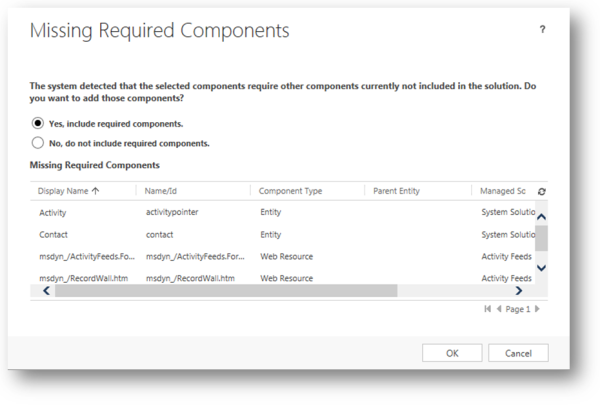 Missing Required Components
?
The system detected that the selected components require other components currently not included in the solution. Do
you want to add those components?
Yes, include required components.
No, do not include required components.
Missing Required Components
Display Name Name/Id Component Type Parent Entity Managed Sc
Activity activitypointer Entity System Solutio
Contact contact Entity System Solutio
msdyn_/ActivityFeeds.Fo... msdyn_/ActivityFeeds.For... Web Resource Activity Feeds
msdyn_/RecordWall.htm msdyn_/RecordWall.htm Web Resource Activity Feeds
Page 1
OK Cancel